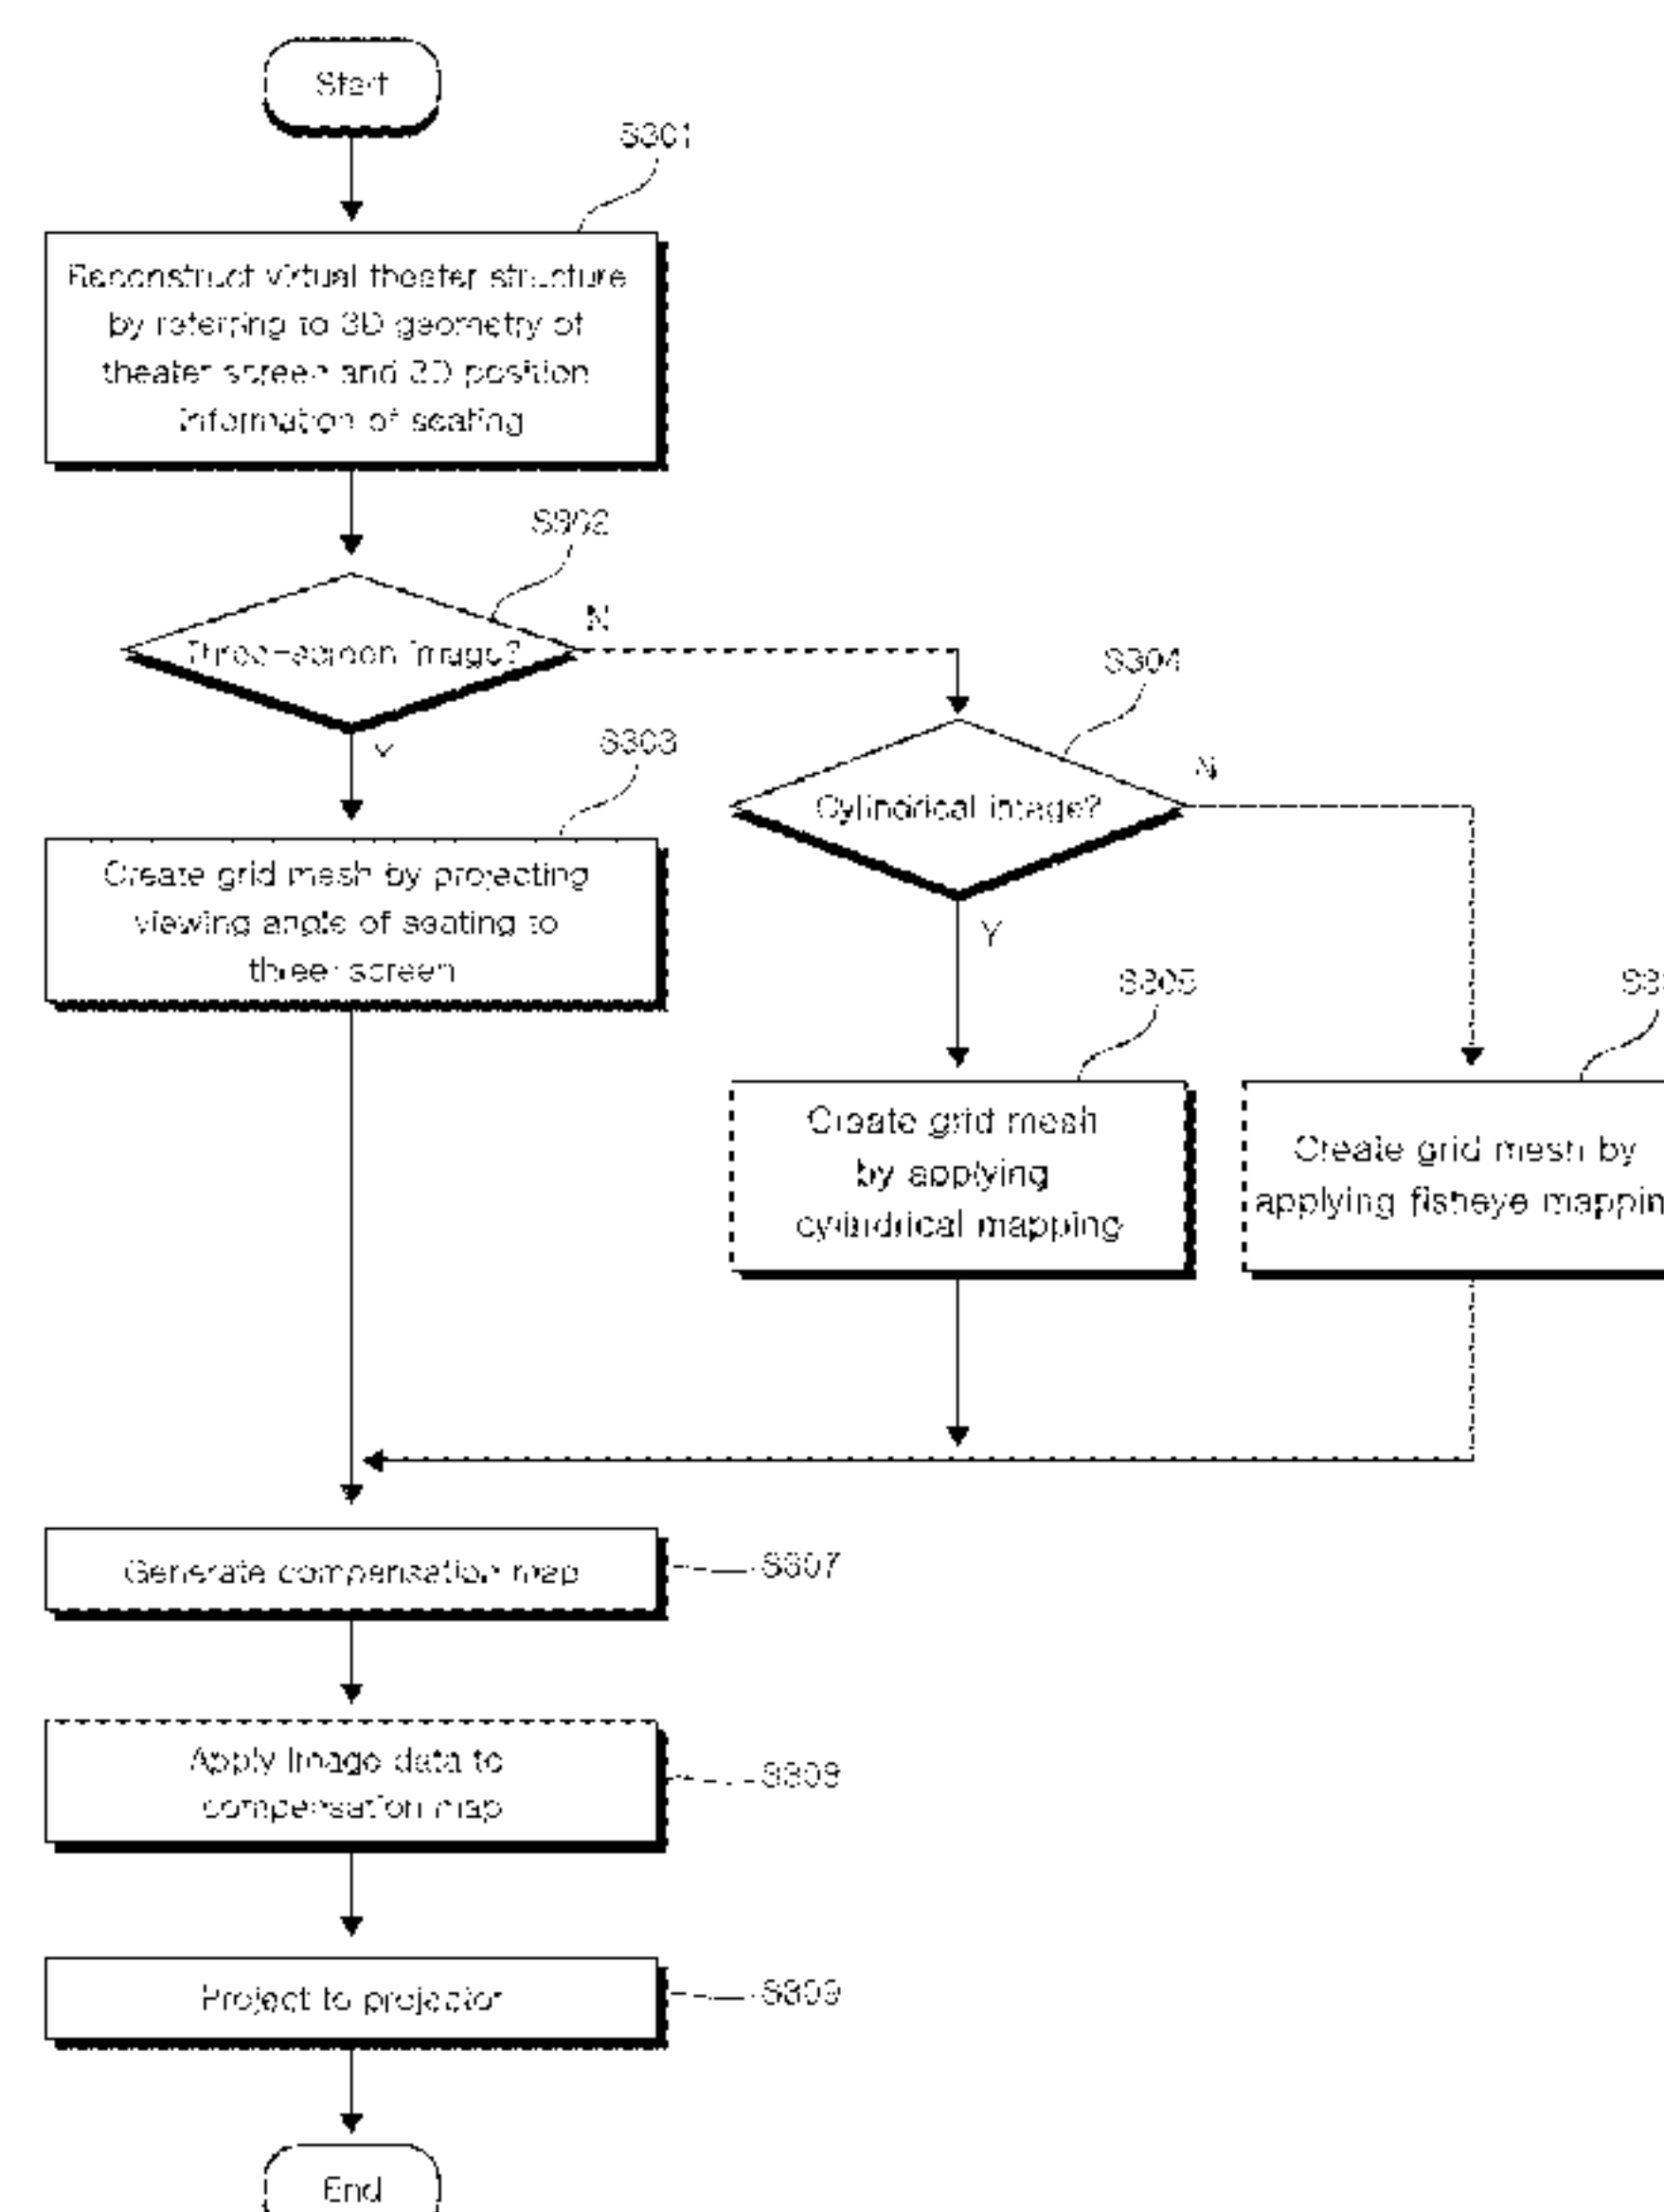 Start
S301
Reconstruct virtual theater structure
by referring to 3D geometry of
theater screen and 3D position
information of seating
S302
Three-screen image?
N
Y
S303
Create grid mesh by projecting
viewing angle of seating to
three screen
S304
Cylindrical image?
N
Y
S305
Create grid mesh
by applying
cylindrical mapping
Create grid mesh by
applying fisheye
Generate compensation map
S307
Apply image data to
compensation map
S308
Project to projector
S309
End